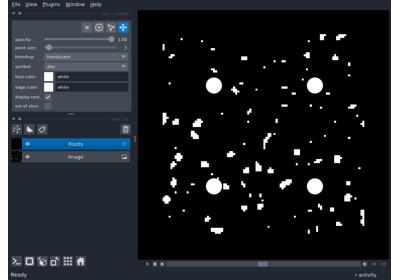 File View Plugins Window Help
opacity: 1.00
point size:
blending: translucent
symbol: disc
face color: white
edge color: white
display text:
out of slice:
Points
Image
Ready
activity